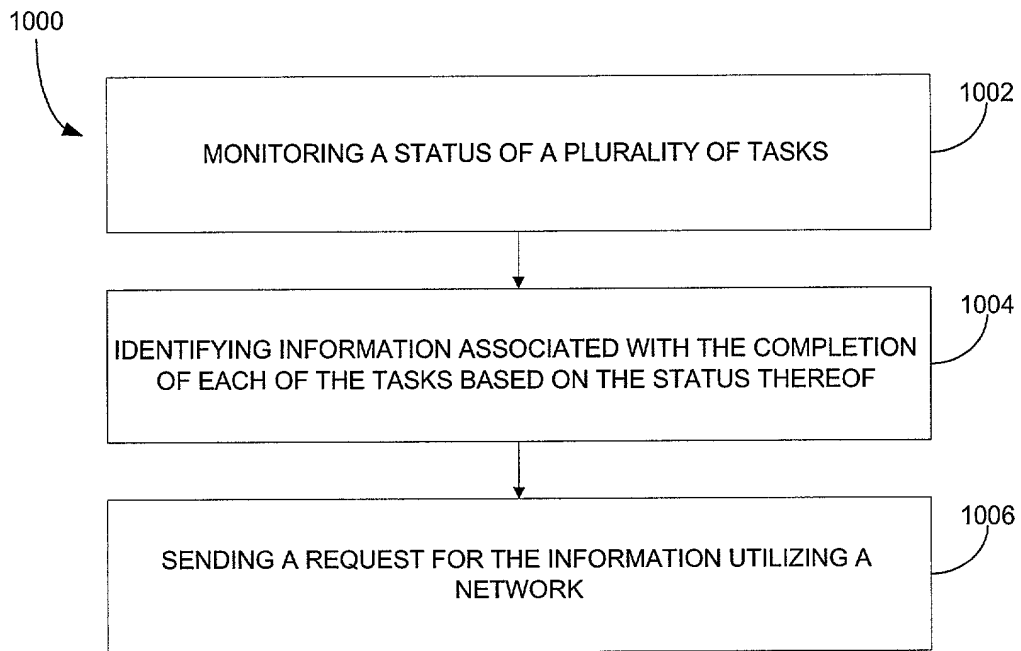 1000
1002
MONITORING A STATUS OF A PLURALITY OF TASKS
1004
IDENTIFYING INFORMATION ASSOCIATED WITH THE COMPLETION
OF EACH OF THE TASKS BASED ON THE STATUS THEREOF
1006
SENDING A REQUEST FOR THE INFORMATION UTILIZING A
NETWORK